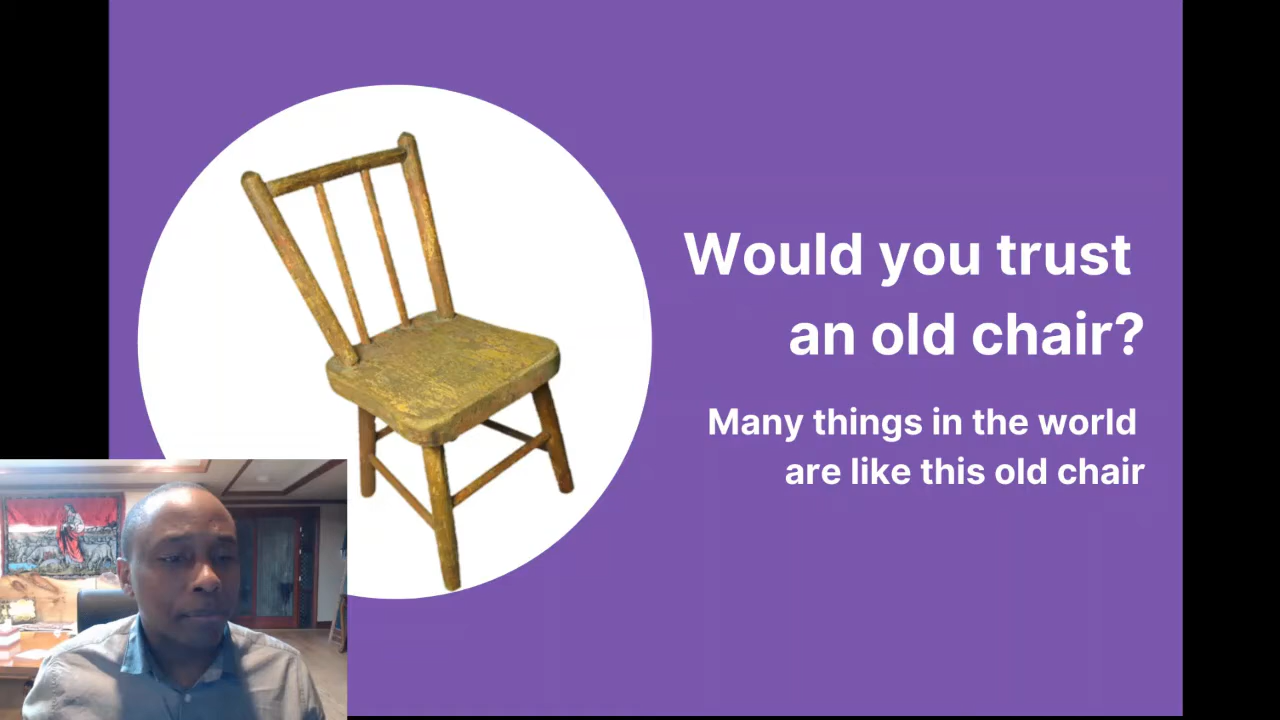 Would you trust
an old chair?
Many things in the world
are like this old chair